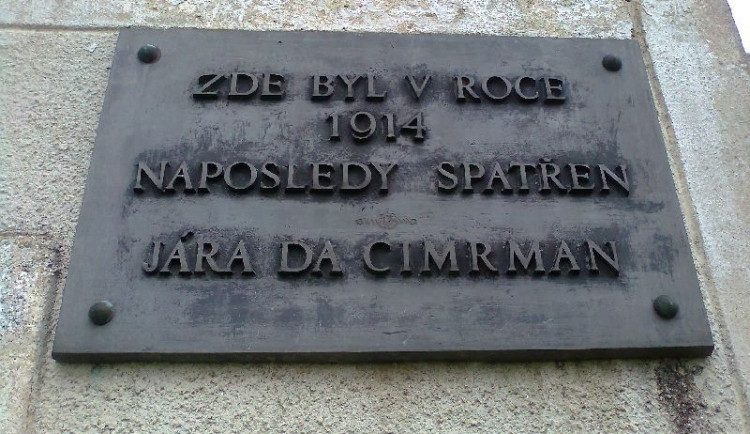 ZDE BYL V ROCE
1914
NAPOSLEDY SPATŘEN
JÁRA DA CIMRMAN